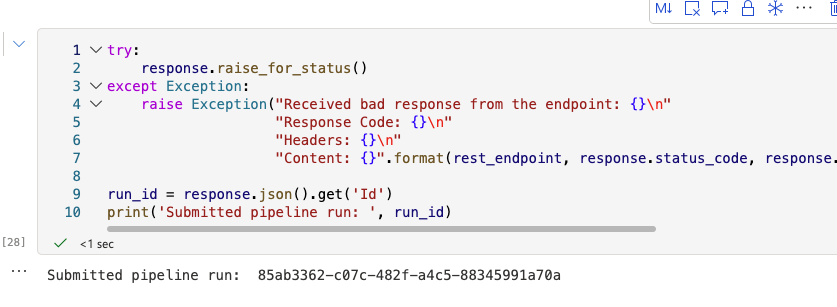 M↓ ...
1 try:
2 response.raise_for_status()
3 except Exception:
4 raise Exception("Received bad response from the endpoint: {}\n"
5 "Response Code: {}\n"
6 "Headers: {}\n"
7 "Content: {}".format(rest_endpoint, response.status_code, response.
8
9 run_id = response.json().get('Id')
10 print('Submitted pipeline run: ', run_id)
[28] <1 sec
... Submitted pipeline run:  85ab3362-c07c-482f-a4c5-88345991a70a